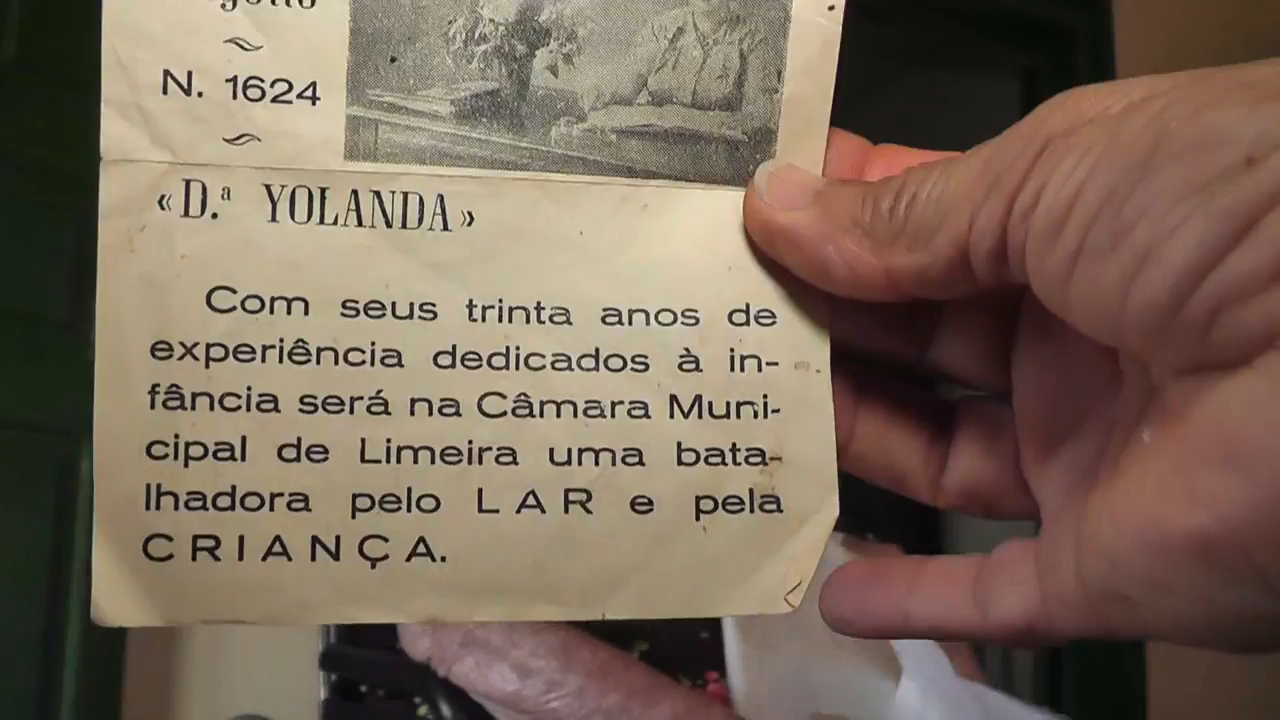 N. 1624
«D.ª YOLANDA»
Com seus trinta anos de
experiência dedicados à in-
fância será na Câmara Muni-
cipal de Limeira uma bata-
lhadora pelo LAR e pela
CRIANÇA.